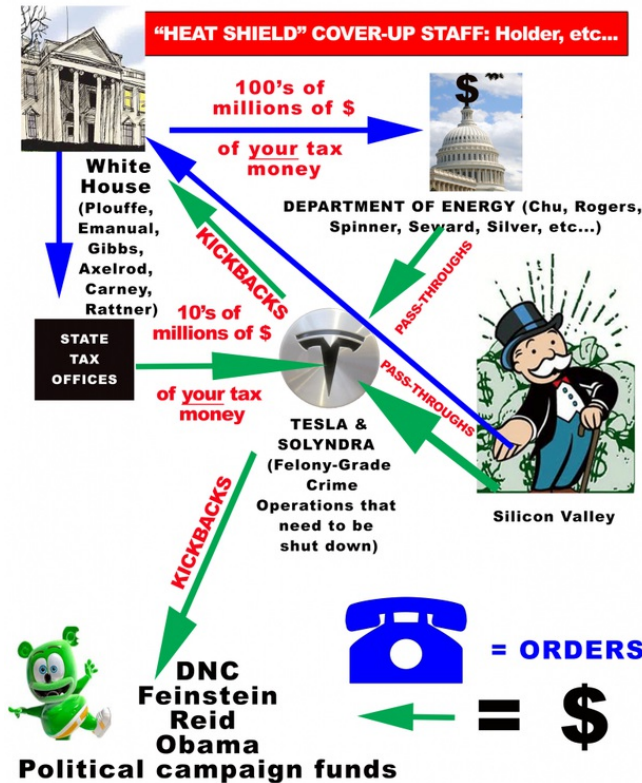 “HEAT SHIELD” COVER-UP STAFF: Holder, etc...
$
100’s of
millions of $
of your tax
money
White
House
(Plouffe,
Emanual,
Gibbs,
Axelrod,
Carney,
Rattner)
DEPARTMENT OF ENERGY (Chu, Rogers,
Spinner, Seward, Silver, etc...)
KICKBACKS
PASS-THROUGHS
STATE
TAX
OFFICES
10’s of
millions of $
of your tax
money
PASS-THROUGHS
TESLA &
SOLYNDRA
(Felony-Grade
Crime
Operations that
need to be
shut down)
$
Silicon Valley
KICKBACKS
= ORDERS
= $
DNC
Feinstein
Reid
Obama
Political campaign funds